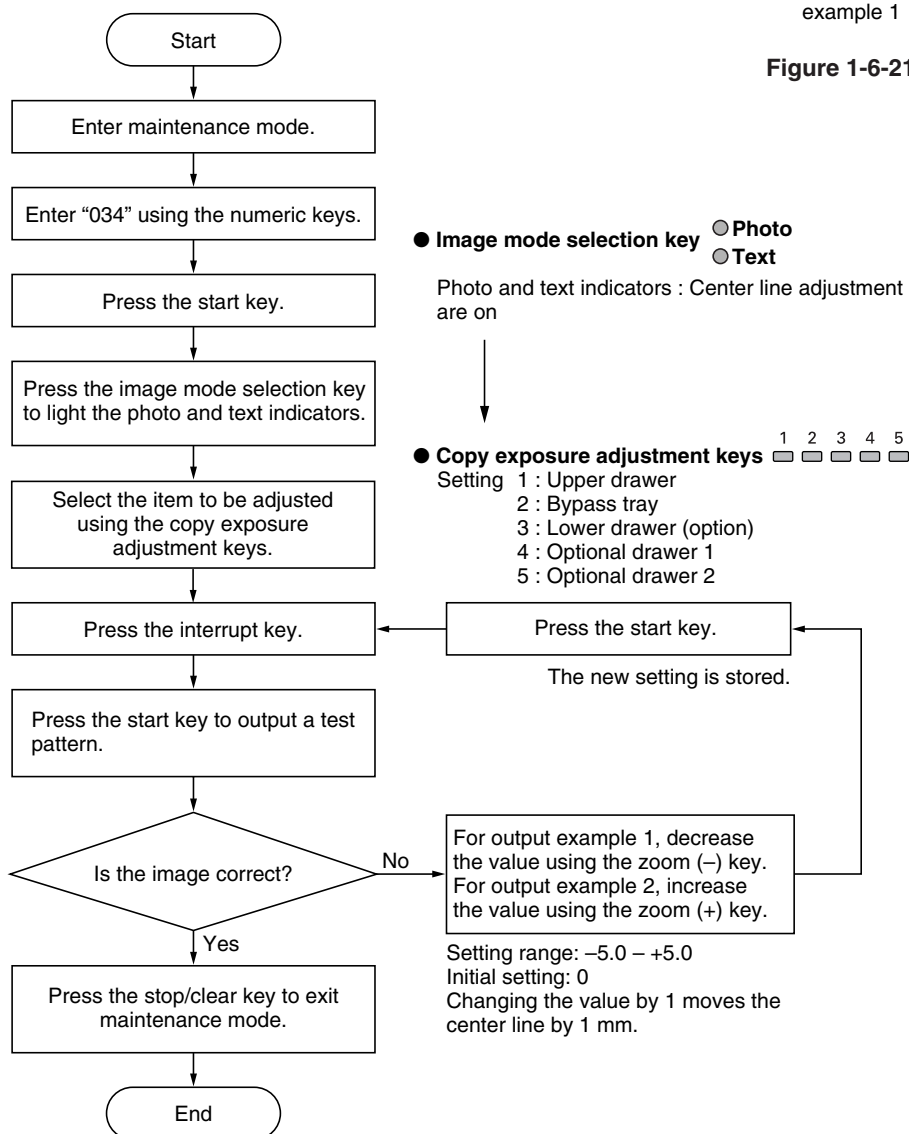 example 1
Figure 1-6-21
Start
Enter maintenance mode.
Enter “034” using the numeric keys.
Press the start key.
Press the image mode selection key
to light the photo and text indicators.
Select the item to be adjusted
using the copy exposure
adjustment keys.
Press the interrupt key.
Press the start key to output a test
pattern.
Is the image correct?
No
Yes
Press the stop/clear key to exit
maintenance mode.
End
● Image mode selection key
Photo
Text
Photo and text indicators : Center line adjustment
are on
● Copy exposure adjustment keys
1 2 3 4 5
Setting 1 : Upper drawer
2 : Bypass tray
3 : Lower drawer (option)
4 : Optional drawer 1
5 : Optional drawer 2
Press the start key.
The new setting is stored.
For output example 1, decrease
the value using the zoom (–) key.
For output example 2, increase
the value using the zoom (+) key.
Setting range: –5.0 – +5.0
Initial setting: 0
Changing the value by 1 moves the
center line by 1 mm.